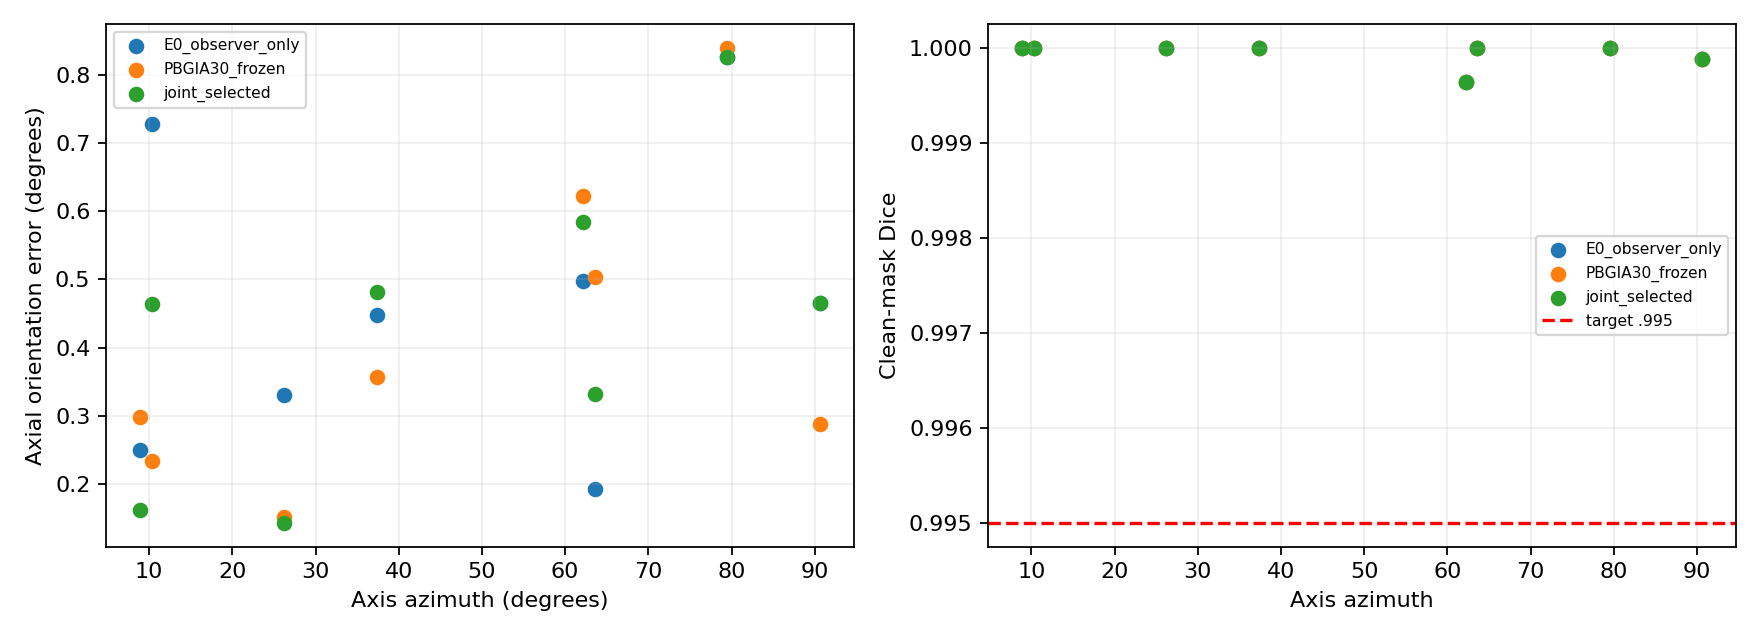 Axial orientation error (degrees)
0.8
0.7
0.6
0.5
0.4
0.3
0.2
E0_observer_only
PBGIA30_frozen
joint_selected
10
20
30
40
50
60
70
80
90
Axis azimuth (degrees)
Clean-mask Dice
1.000
0.999
0.998
0.997
0.996
0.995
E0_observer_only
PBGIA30_frozen
joint_selected
target .995
10
20
30
40
50
60
70
80
90
Axis azimuth